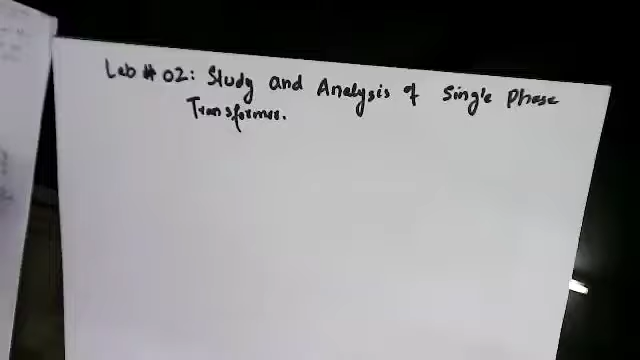 Lab # 02: Study and Analysis of Single Phase
Transformer.